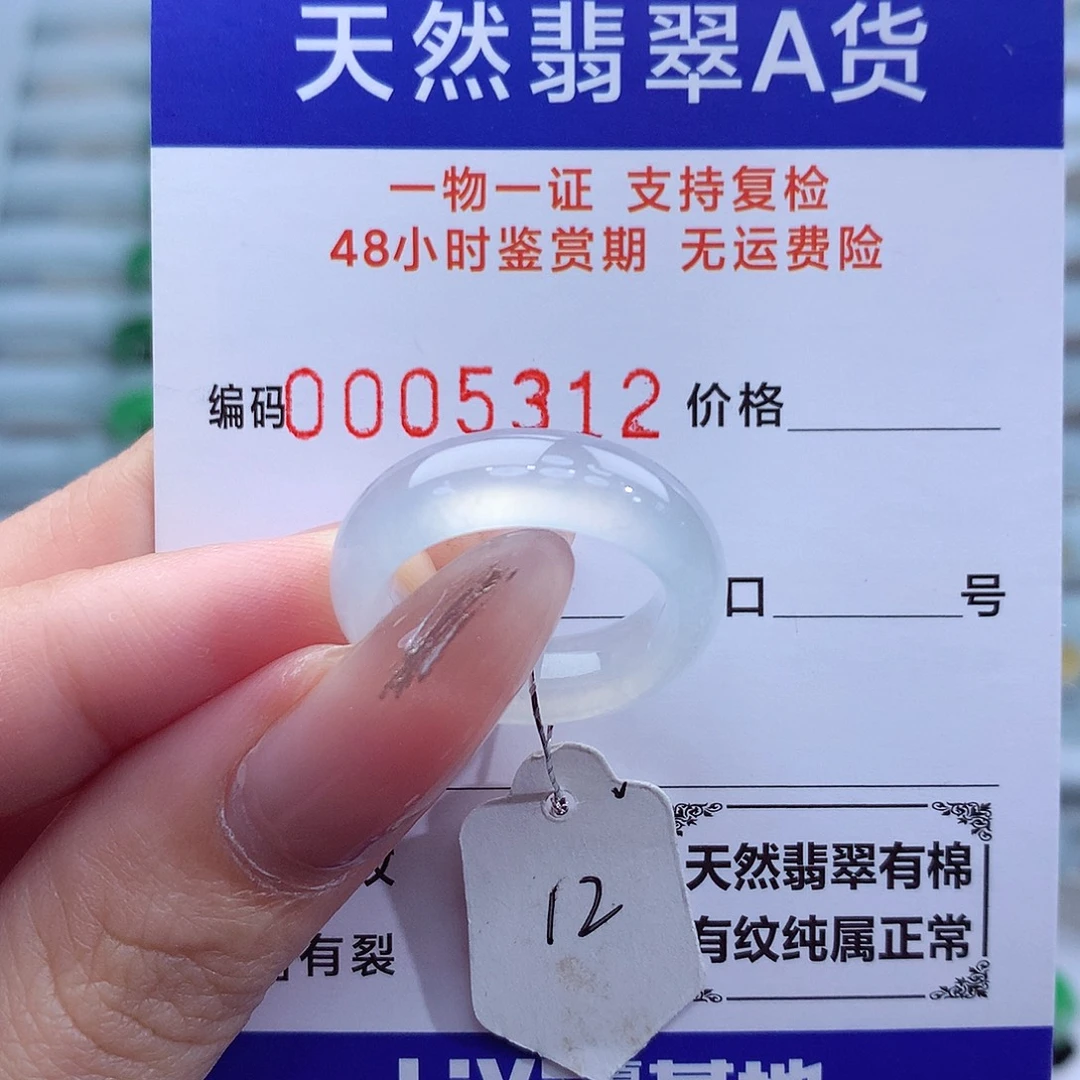 天然翡翠A货
一物一证 支持复检
48小时鉴赏期 无运费险
编码0005312 价格
口 号
12
天然翡翠有棉
有纹纯属正常
有裂
基地